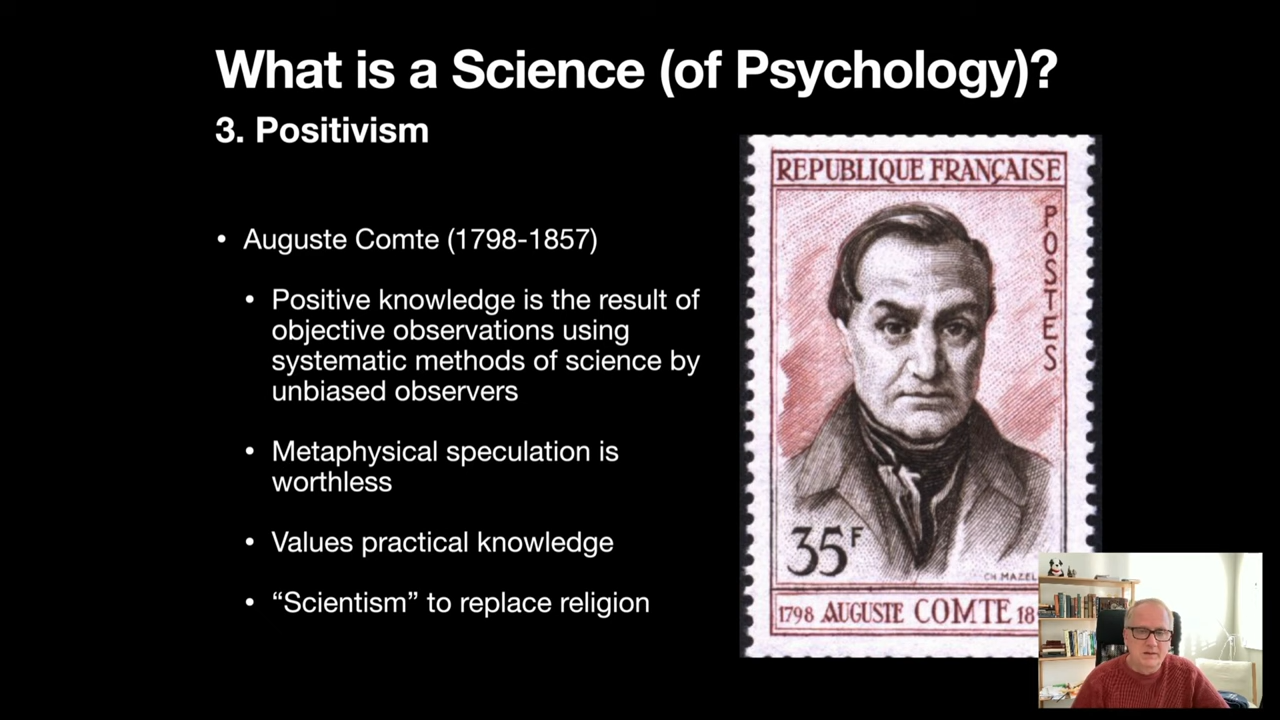 What is a Science (of Psychology)?
3. Positivism
• Auguste Comte (1798-1857)
• Positive knowledge is the result of
objective observations using
systematic methods of science by
unbiased observers
• Metaphysical speculation is
worthless
• Values practical knowledge
• “Scientism” to replace religion
REPUBLIQUE FRANÇAISE
POSTES
35F
CH MAZEL
1798 AUGUSTE COMTE 18